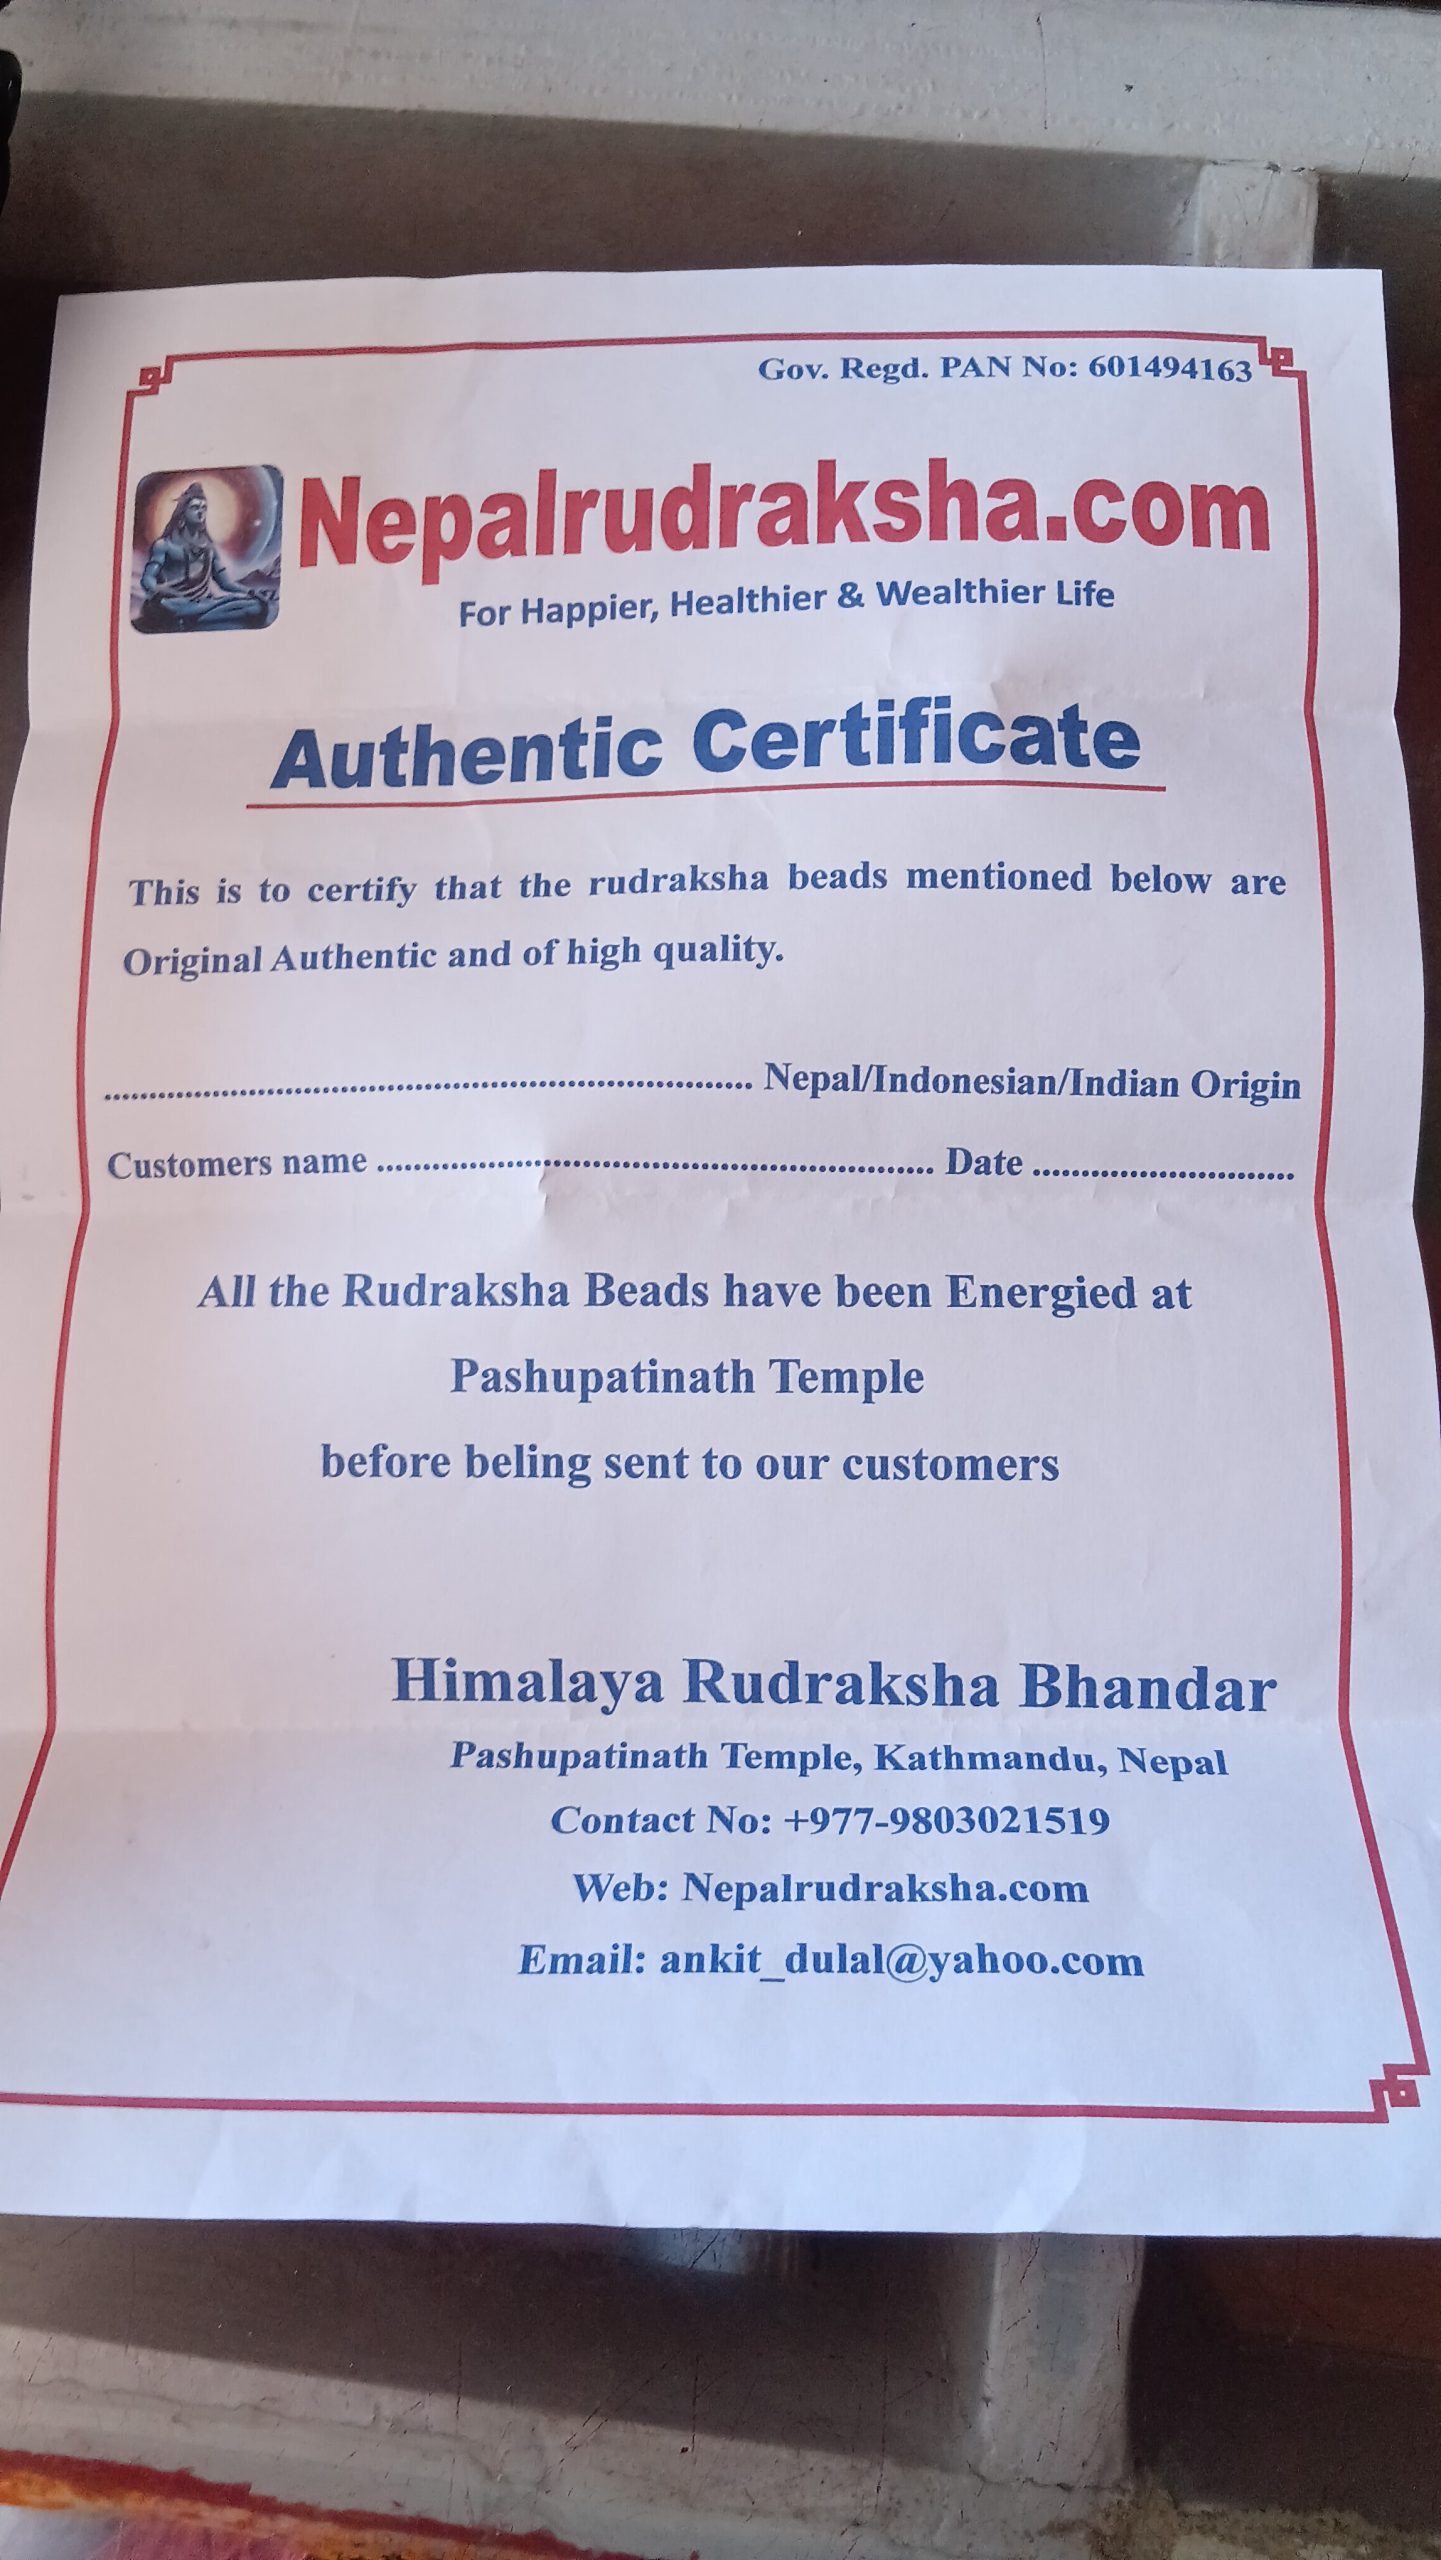 Gov. Regd. PAN No: 601494163
Nepalrudraksha.com
For Happier, Healthier & Wealthier Life
Authentic Certificate
This is to certify that the rudraksha beads mentioned below are
Original Authentic and of high quality.
................................................................................ Nepal/Indonesian/Indian Origin
Customers name ................................................................ Date ..............................
All the Rudraksha Beads have been Energied at
Pashupatinath Temple
before beling sent to our customers
Himalaya Rudraksha Bhandar
Pashupatinath Temple, Kathmandu, Nepal
Contact No: +977-9803021519
Web: Nepalrudraksha.com
Email: ankit_dulal@yahoo.com